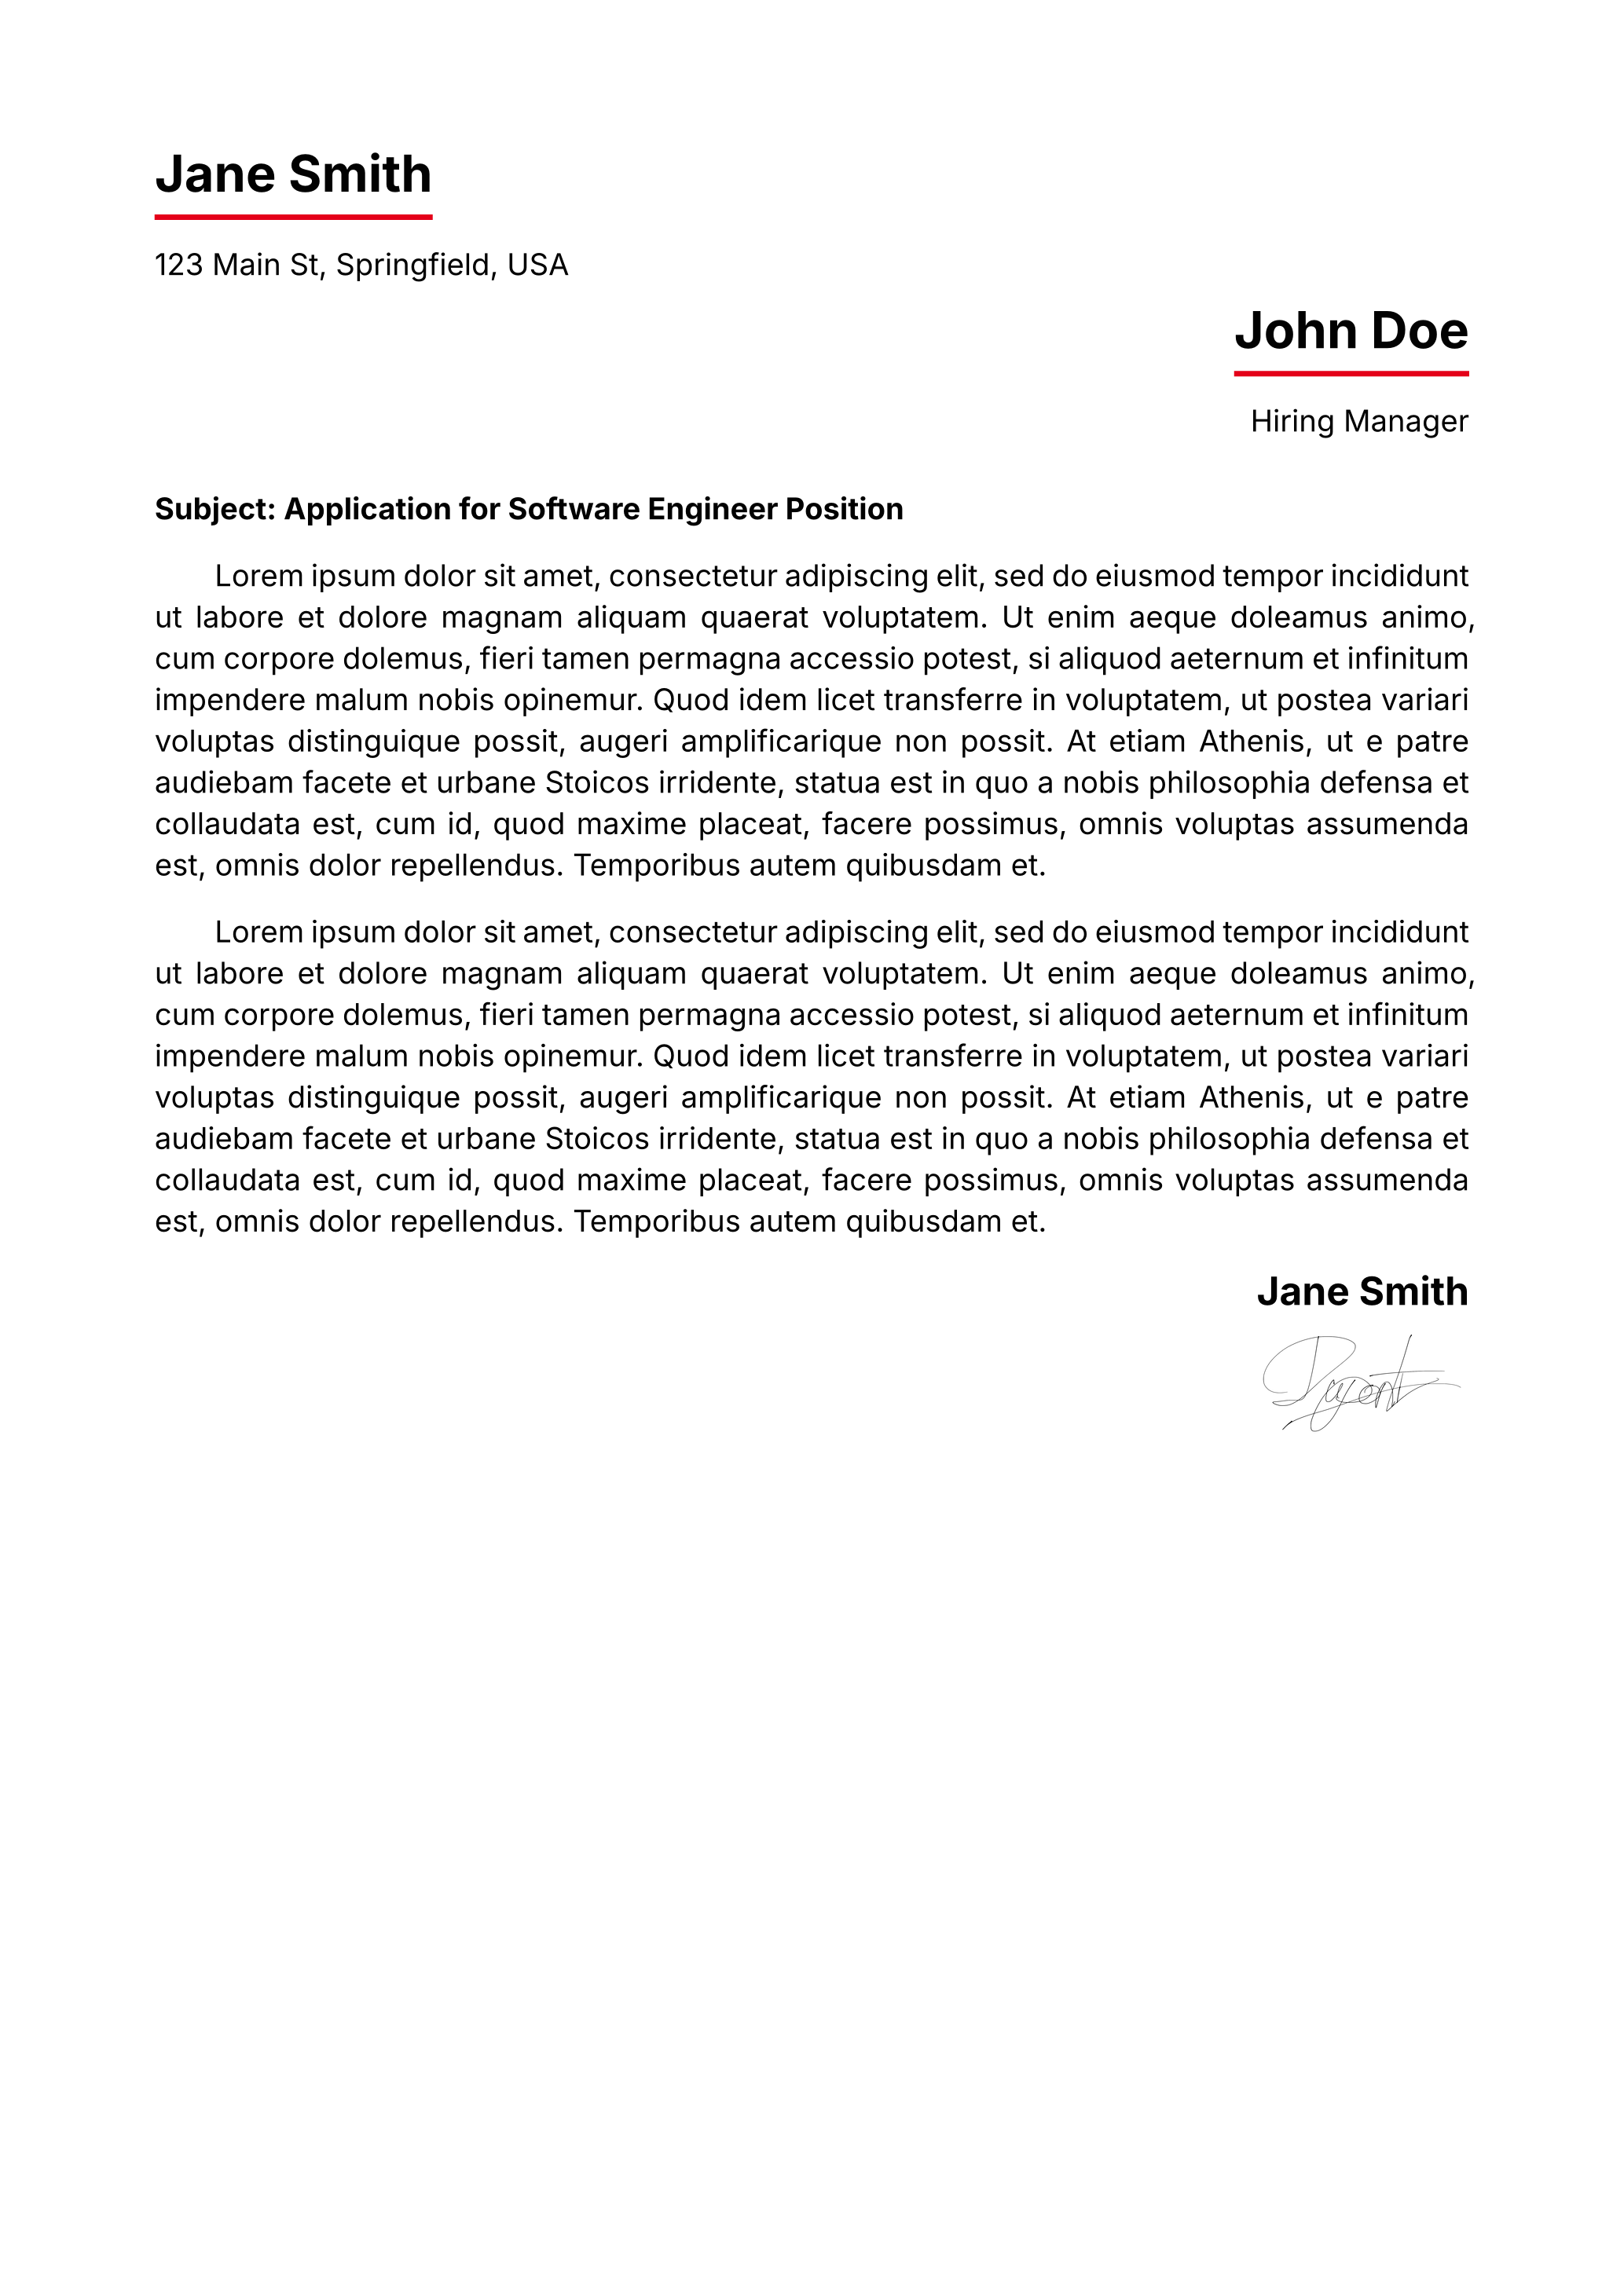 Jane Smith
123 Main St, Springfield, USA
John Doe
Hiring Manager
Subject: Application for Software Engineer Position
Lorem ipsum dolor sit amet, consectetur adipiscing elit, sed do eiusmod tempor incididunt
ut labore et dolore magnam aliquam quaerat voluptatem. Ut enim aeque doleamus animo,
cum corpore dolemus, fieri tamen permagna accessio potest, si aliquod aeternum et infinitum
impendere malum nobis opinemur. Quod idem licet transferre in voluptatem, ut postea variari
voluptas distinguique possit, augeri amplificarique non possit. At etiam Athenis, ut e patre
audiebam facete et urbane Stoicos irridente, statua est in quo a nobis philosophia defensa et
collaudata est, cum id, quod maxime placeat, facere possimus, omnis voluptas assumenda
est, omnis dolor repellendus. Temporibus autem quibusdam et.
Lorem ipsum dolor sit amet, consectetur adipiscing elit, sed do eiusmod tempor incididunt
ut labore et dolore magnam aliquam quaerat voluptatem. Ut enim aeque doleamus animo,
cum corpore dolemus, fieri tamen permagna accessio potest, si aliquod aeternum et infinitum
impendere malum nobis opinemur. Quod idem licet transferre in voluptatem, ut postea variari
voluptas distinguique possit, augeri amplificarique non possit. At etiam Athenis, ut e patre
audiebam facete et urbane Stoicos irridente, statua est in quo a nobis philosophia defensa et
collaudata est, cum id, quod maxime placeat, facere possimus, omnis voluptas assumenda
est, omnis dolor repellendus. Temporibus autem quibusdam et.
Jane Smith